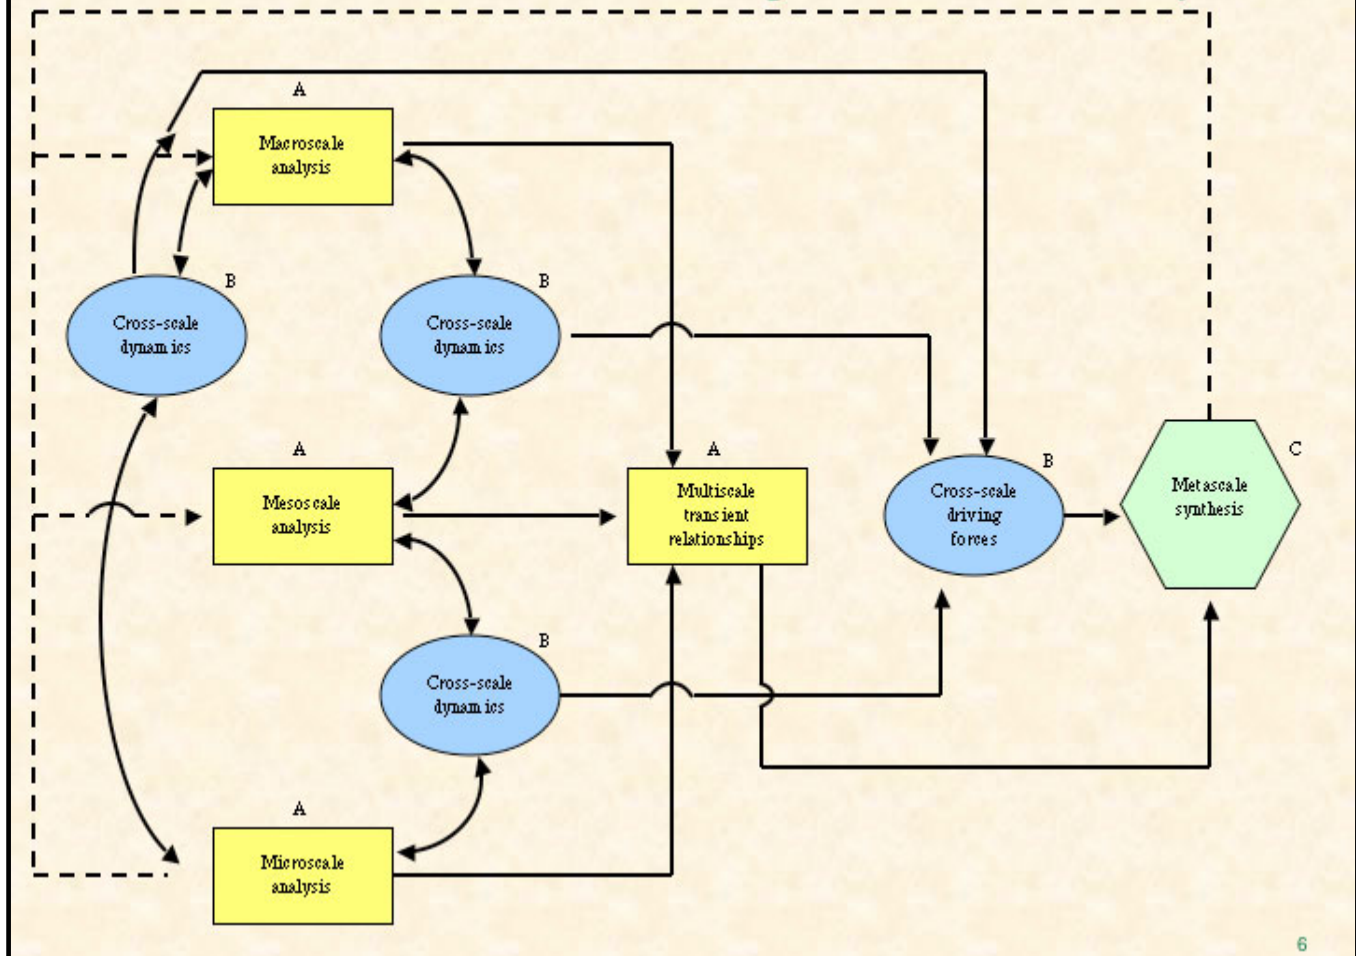 A
Macroscale
analysis
B
Cross-scale
dynamics
B
Cross-scale
dynamics
A
Mesoscale
analysis
A
Multiscale
transient
relationships
B
Cross-scale
driving
forces
C
Metascale
synthesis
B
Cross-scale
dynamics
A
Microscale
analysis
6